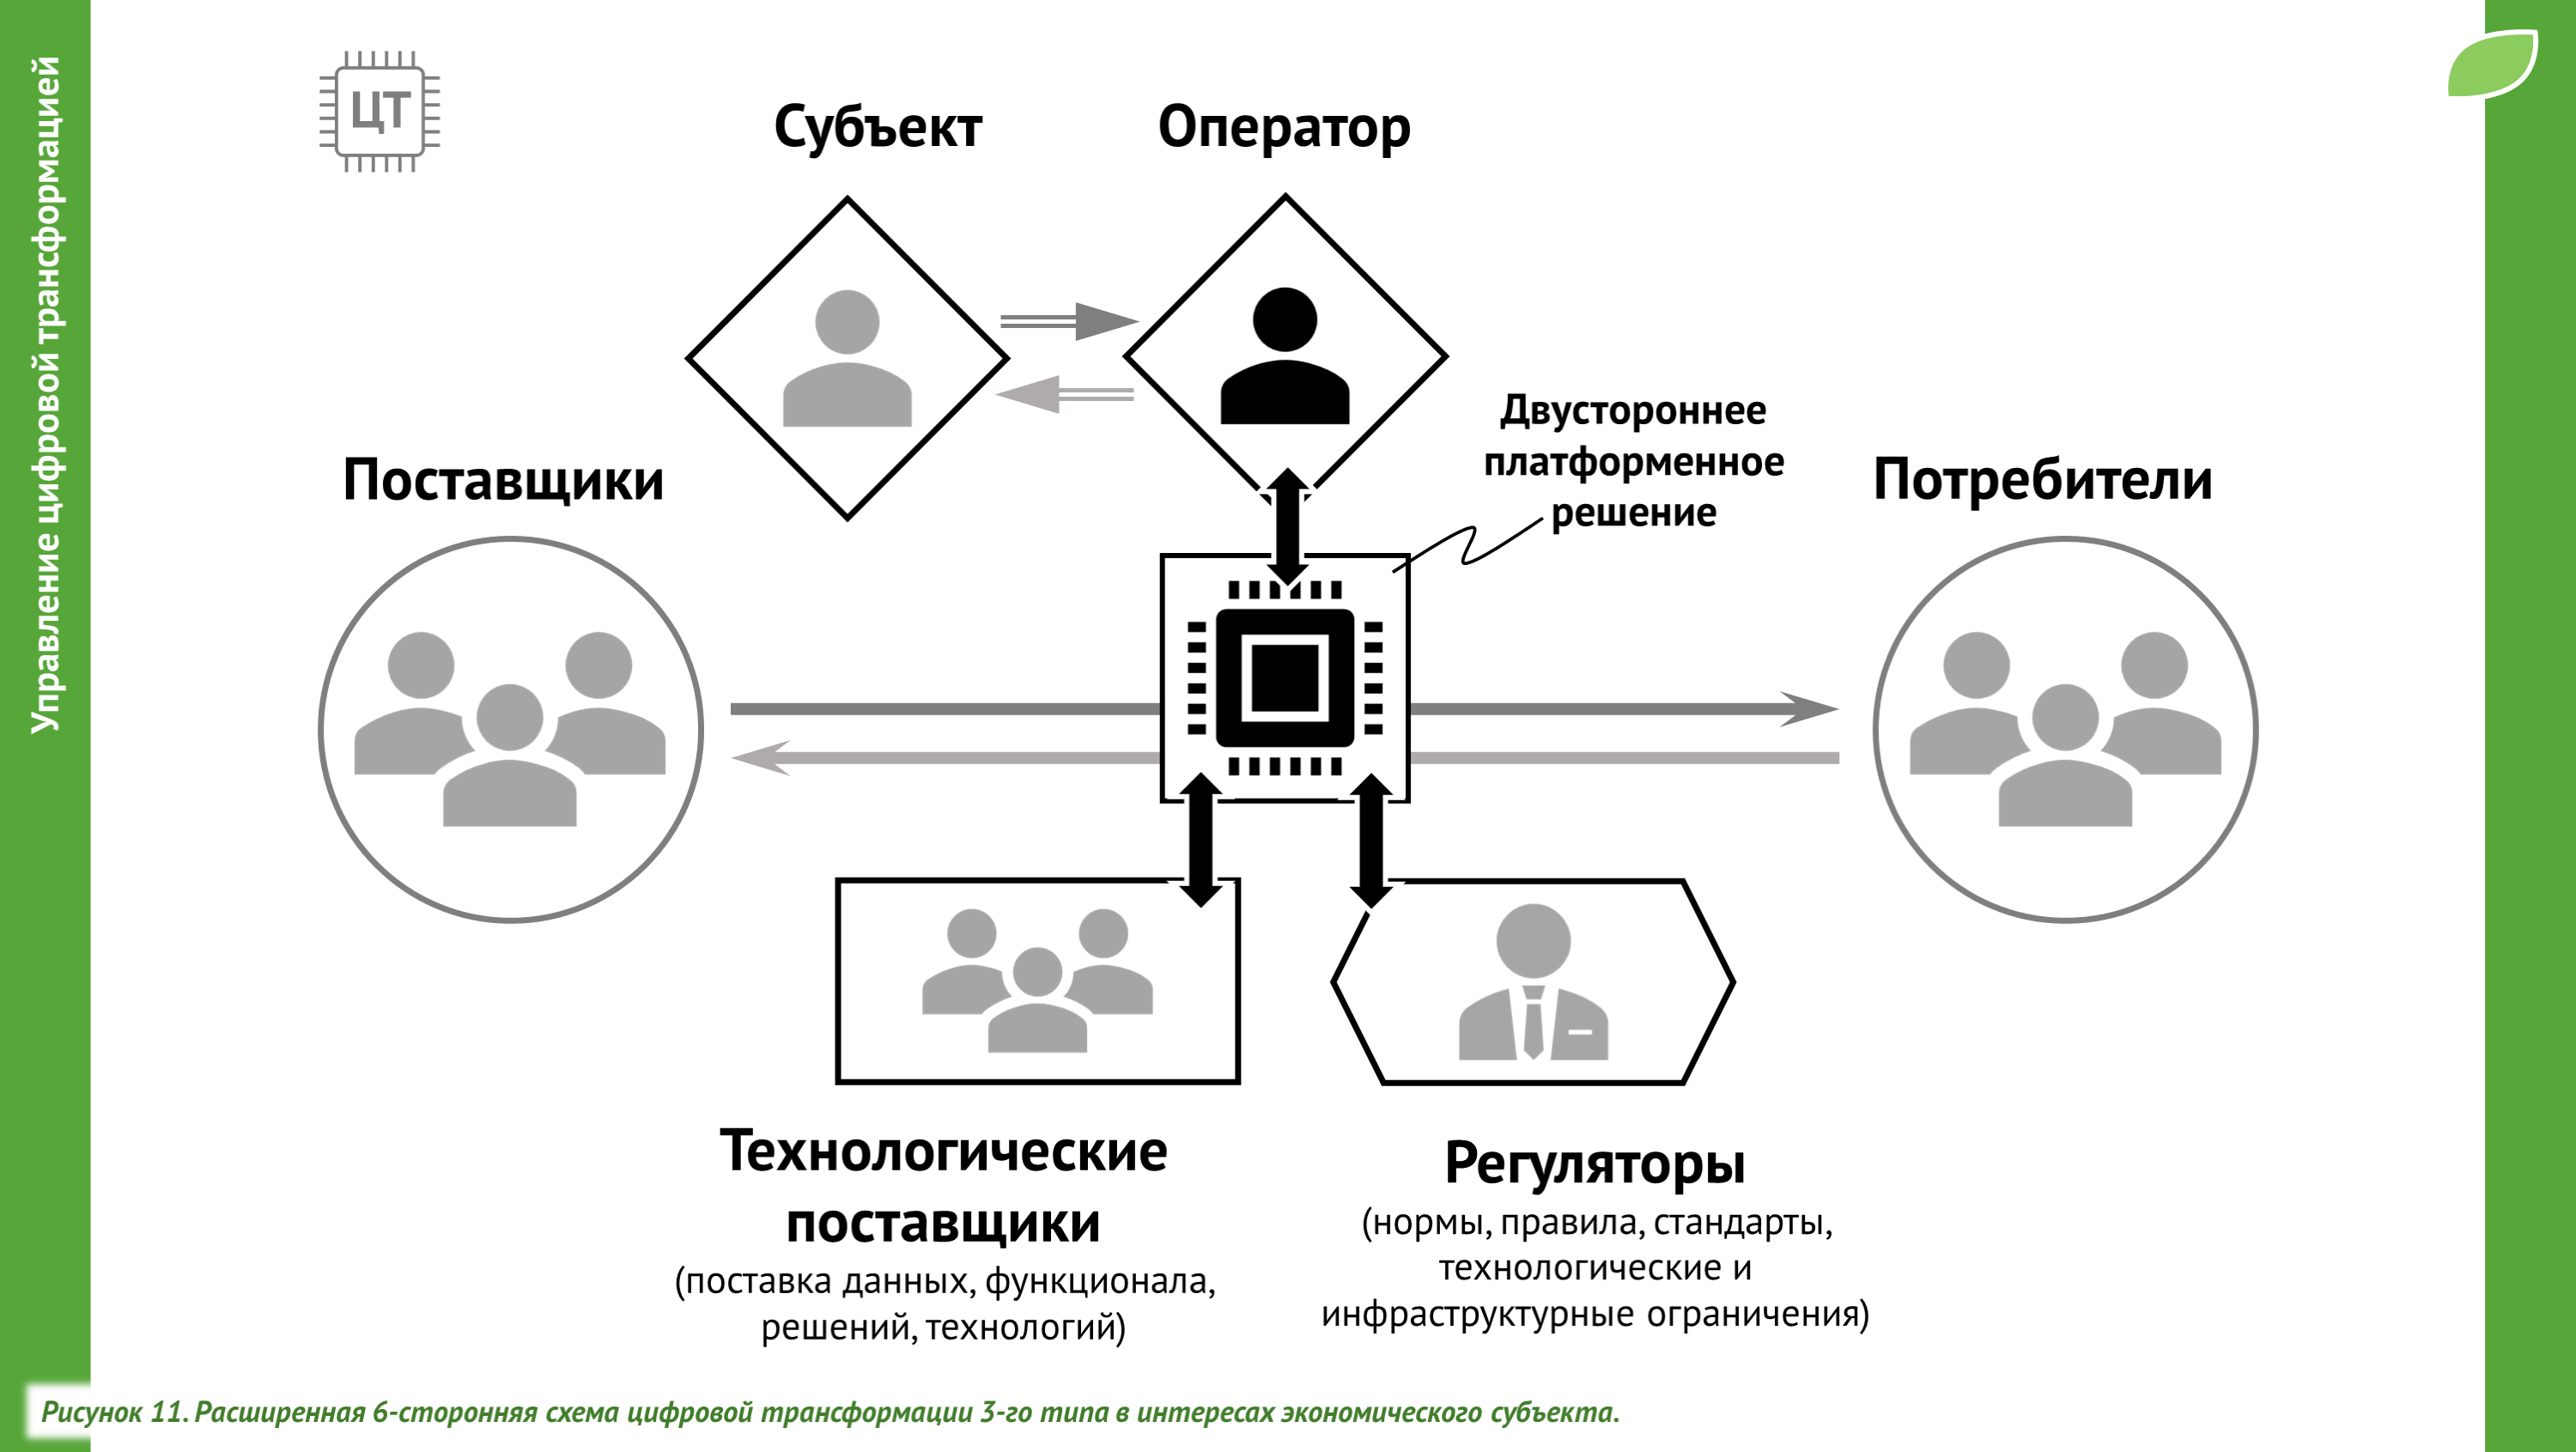 Управление цифровой трансформацией
ЦТ
Субъект
Оператор
Двустороннее
платформенное
решение
Поставщики
Потребители
Технологические
поставщики
(поставка данных, функционала,
решений, технологий)
Регуляторы
(нормы, правила, стандарты,
технологические и
инфраструктурные ограничения)
Рисунок 11. Расширенная 6-сторонняя схема цифровой трансформации 3-го типа в интересах экономического субъекта.